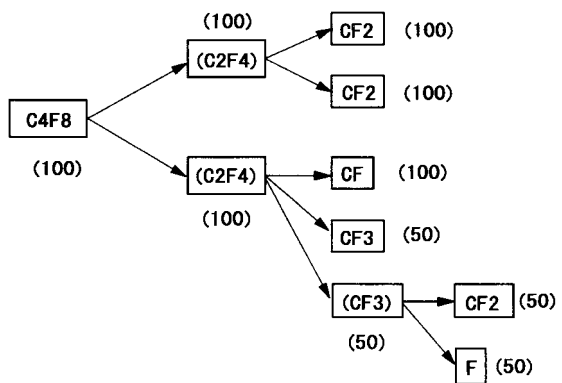 (100)
CF2 (100)
(C2F4)
CF2 (100)
C4F8
(100)
(C2F4)
CF (100)
(100)
CF3 (50)
(CF3)
CF2 (50)
(50)
F (50)